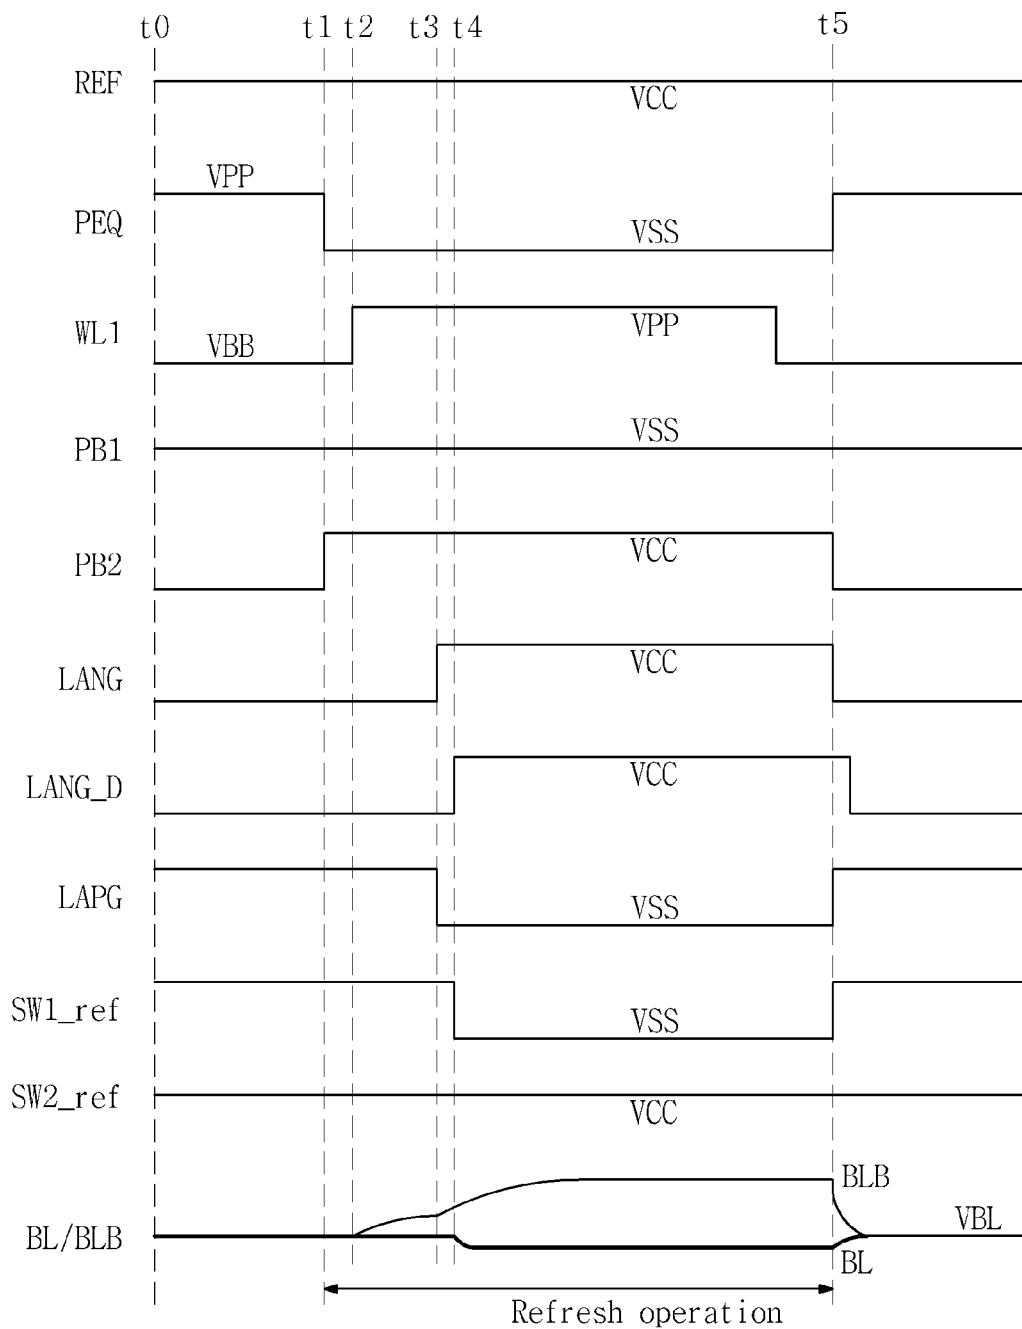 t0 t1 t2 t3 t4 t5
REF VCC
VPP
PEQ VSS
WL1 VPP
VBB
VSS
PB1
PB2 VCC
LANG VCC
LANG_D VCC
LAPG VSS
SW1_ref VSS
SW2_ref VCC
BLB
BL/BLB VBL
BL
Refresh operation